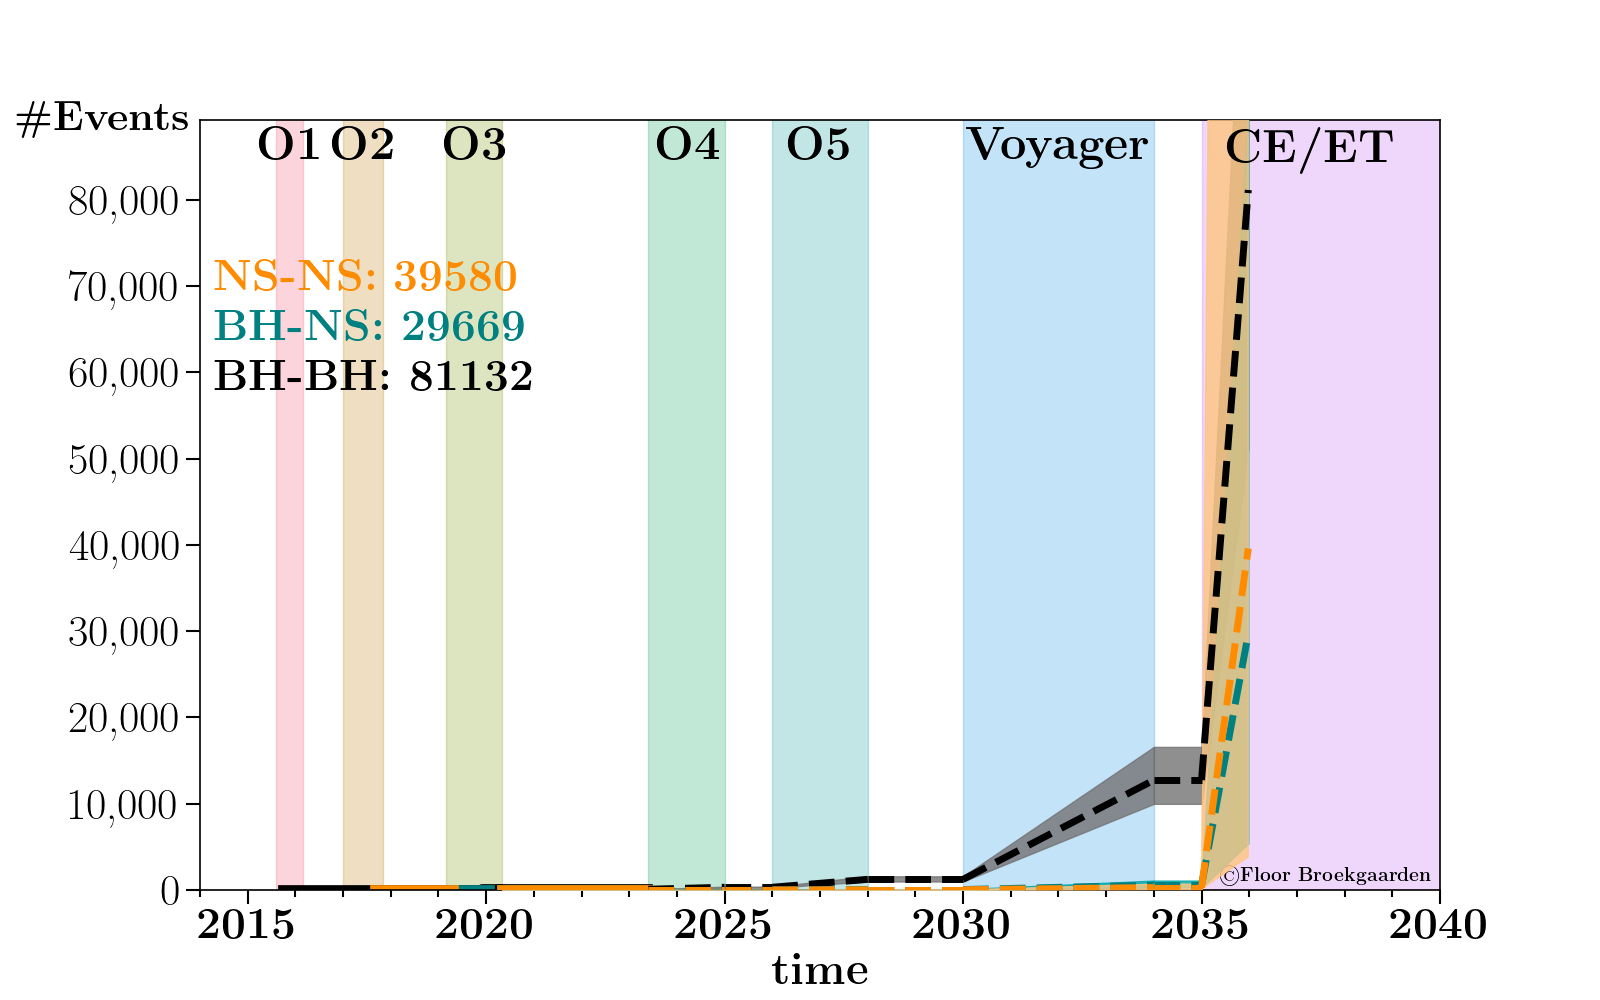 #Events
O1 O2 O3 O4 O5 Voyager CE/ET
80,000
NS-NS: 39580
70,000
BH-NS: 29669
60,000
BH-BH: 81132
50,000
40,000
30,000
20,000
10,000
©Floor Broekgaarden
0
2015 2020 2025 2030 2035 2040
time